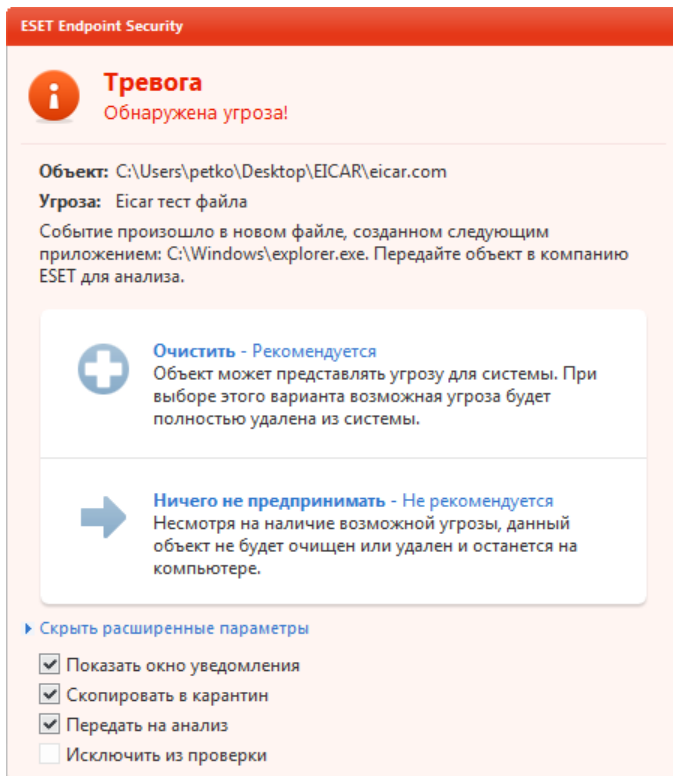 ESET Endpoint Security
Тревога
Обнаружена угроза!
Объект: C:\Users\petko\Desktop\EICAR\eicar.com
Угроза: Eicar тест файла
Событие произошло в новом файле, созданном следующим
приложением: C:\Windows\explorer.exe. Передайте объект в компанию
ESET для анализа.
Очистить - Рекомендуется
Объект может представлять угрозу для системы. При
выборе этого варианта возможная угроза будет
полностью удалена из системы.
Ничего не предпринимать - Не рекомендуется
Несмотря на наличие возможной угрозы, данный
объект не будет очищен или удален и останется на
компьютере.
Скрыть расширенные параметры
Показать окно уведомления
Скопировать в карантин
Передать на анализ
Исключить из проверки